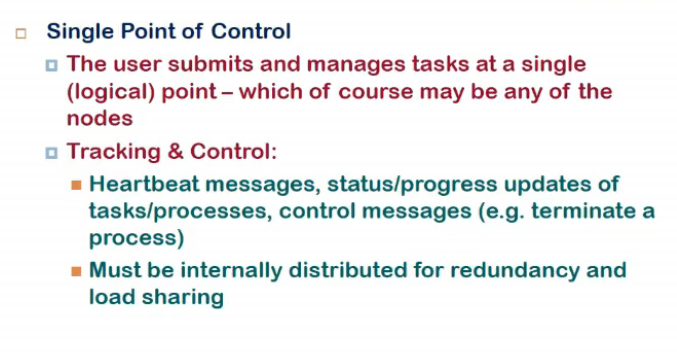 Single Point of Control
The user submits and manages tasks at a single
(logical) point – which of course may be any of the
nodes
Tracking & Control:
Heartbeat messages, status/progress updates of
tasks/processes, control messages (e.g. terminate a
process)
Must be internally distributed for redundancy and
load sharing